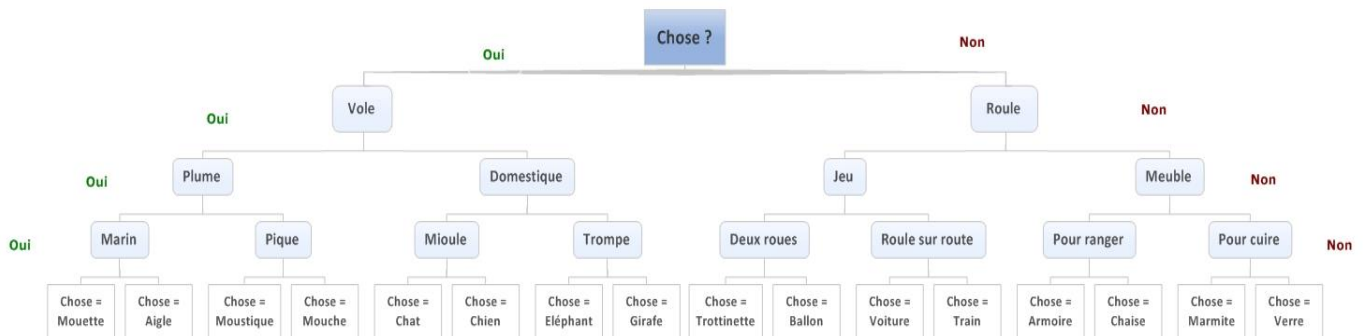 Chose ?
Oui
Non
Vole
Roule
Oui
Non
Plume
Domestique
Jeu
Meuble
Oui
Non
Marin
Pique
Mioule
Trompe
Deux roues
Roule sur route
Pour ranger
Pour cuire
Oui
Non
Chose =
Mouette
Chose =
Aigle
Chose =
Moustique
Chose =
Mouche
Chose =
Chat
Chose =
Chien
Chose =
Eléphant
Chose =
Girafe
Chose =
Trottinette
Chose =
Ballon
Chose =
Voiture
Chose =
Train
Chose =
Armoire
Chose =
Chaise
Chose =
Marmite
Chose =
Verre